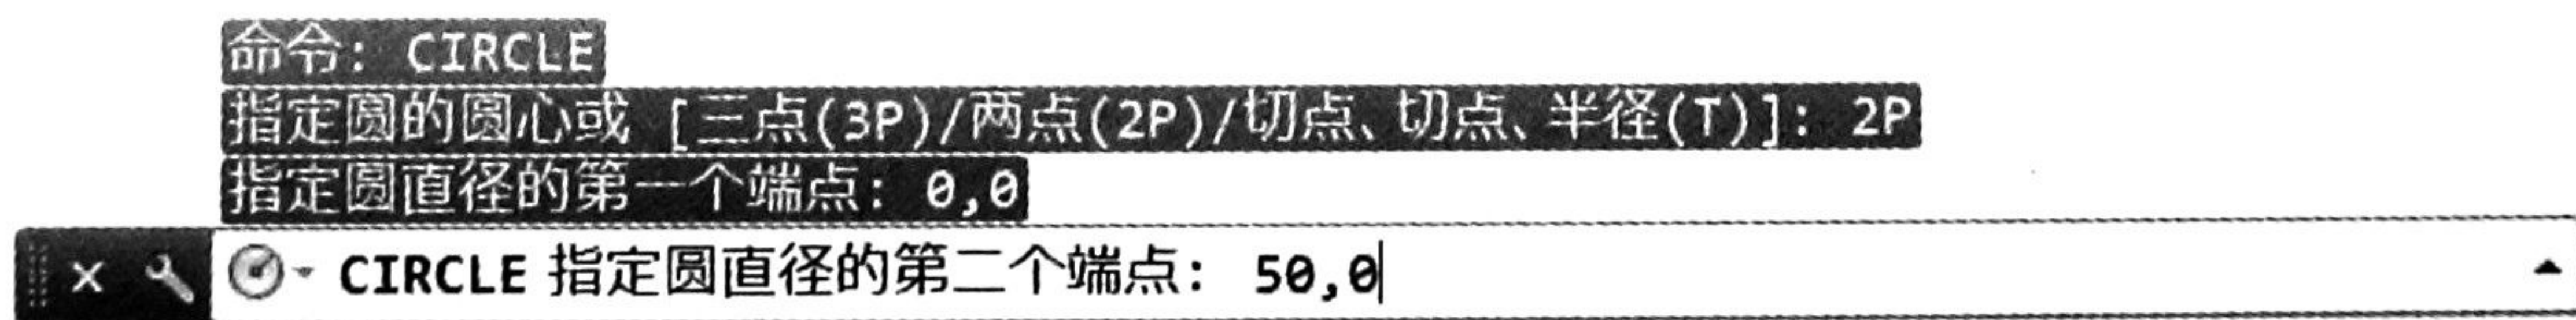 命令: CIRCLE
指定圆的圆心或 [三点(3P)/两点(2P)/切点、切点、半径(T)]: 2P
指定圆直径的第一个端点: 0,0
CIRCLE 指定圆直径的第二个端点: 50,0